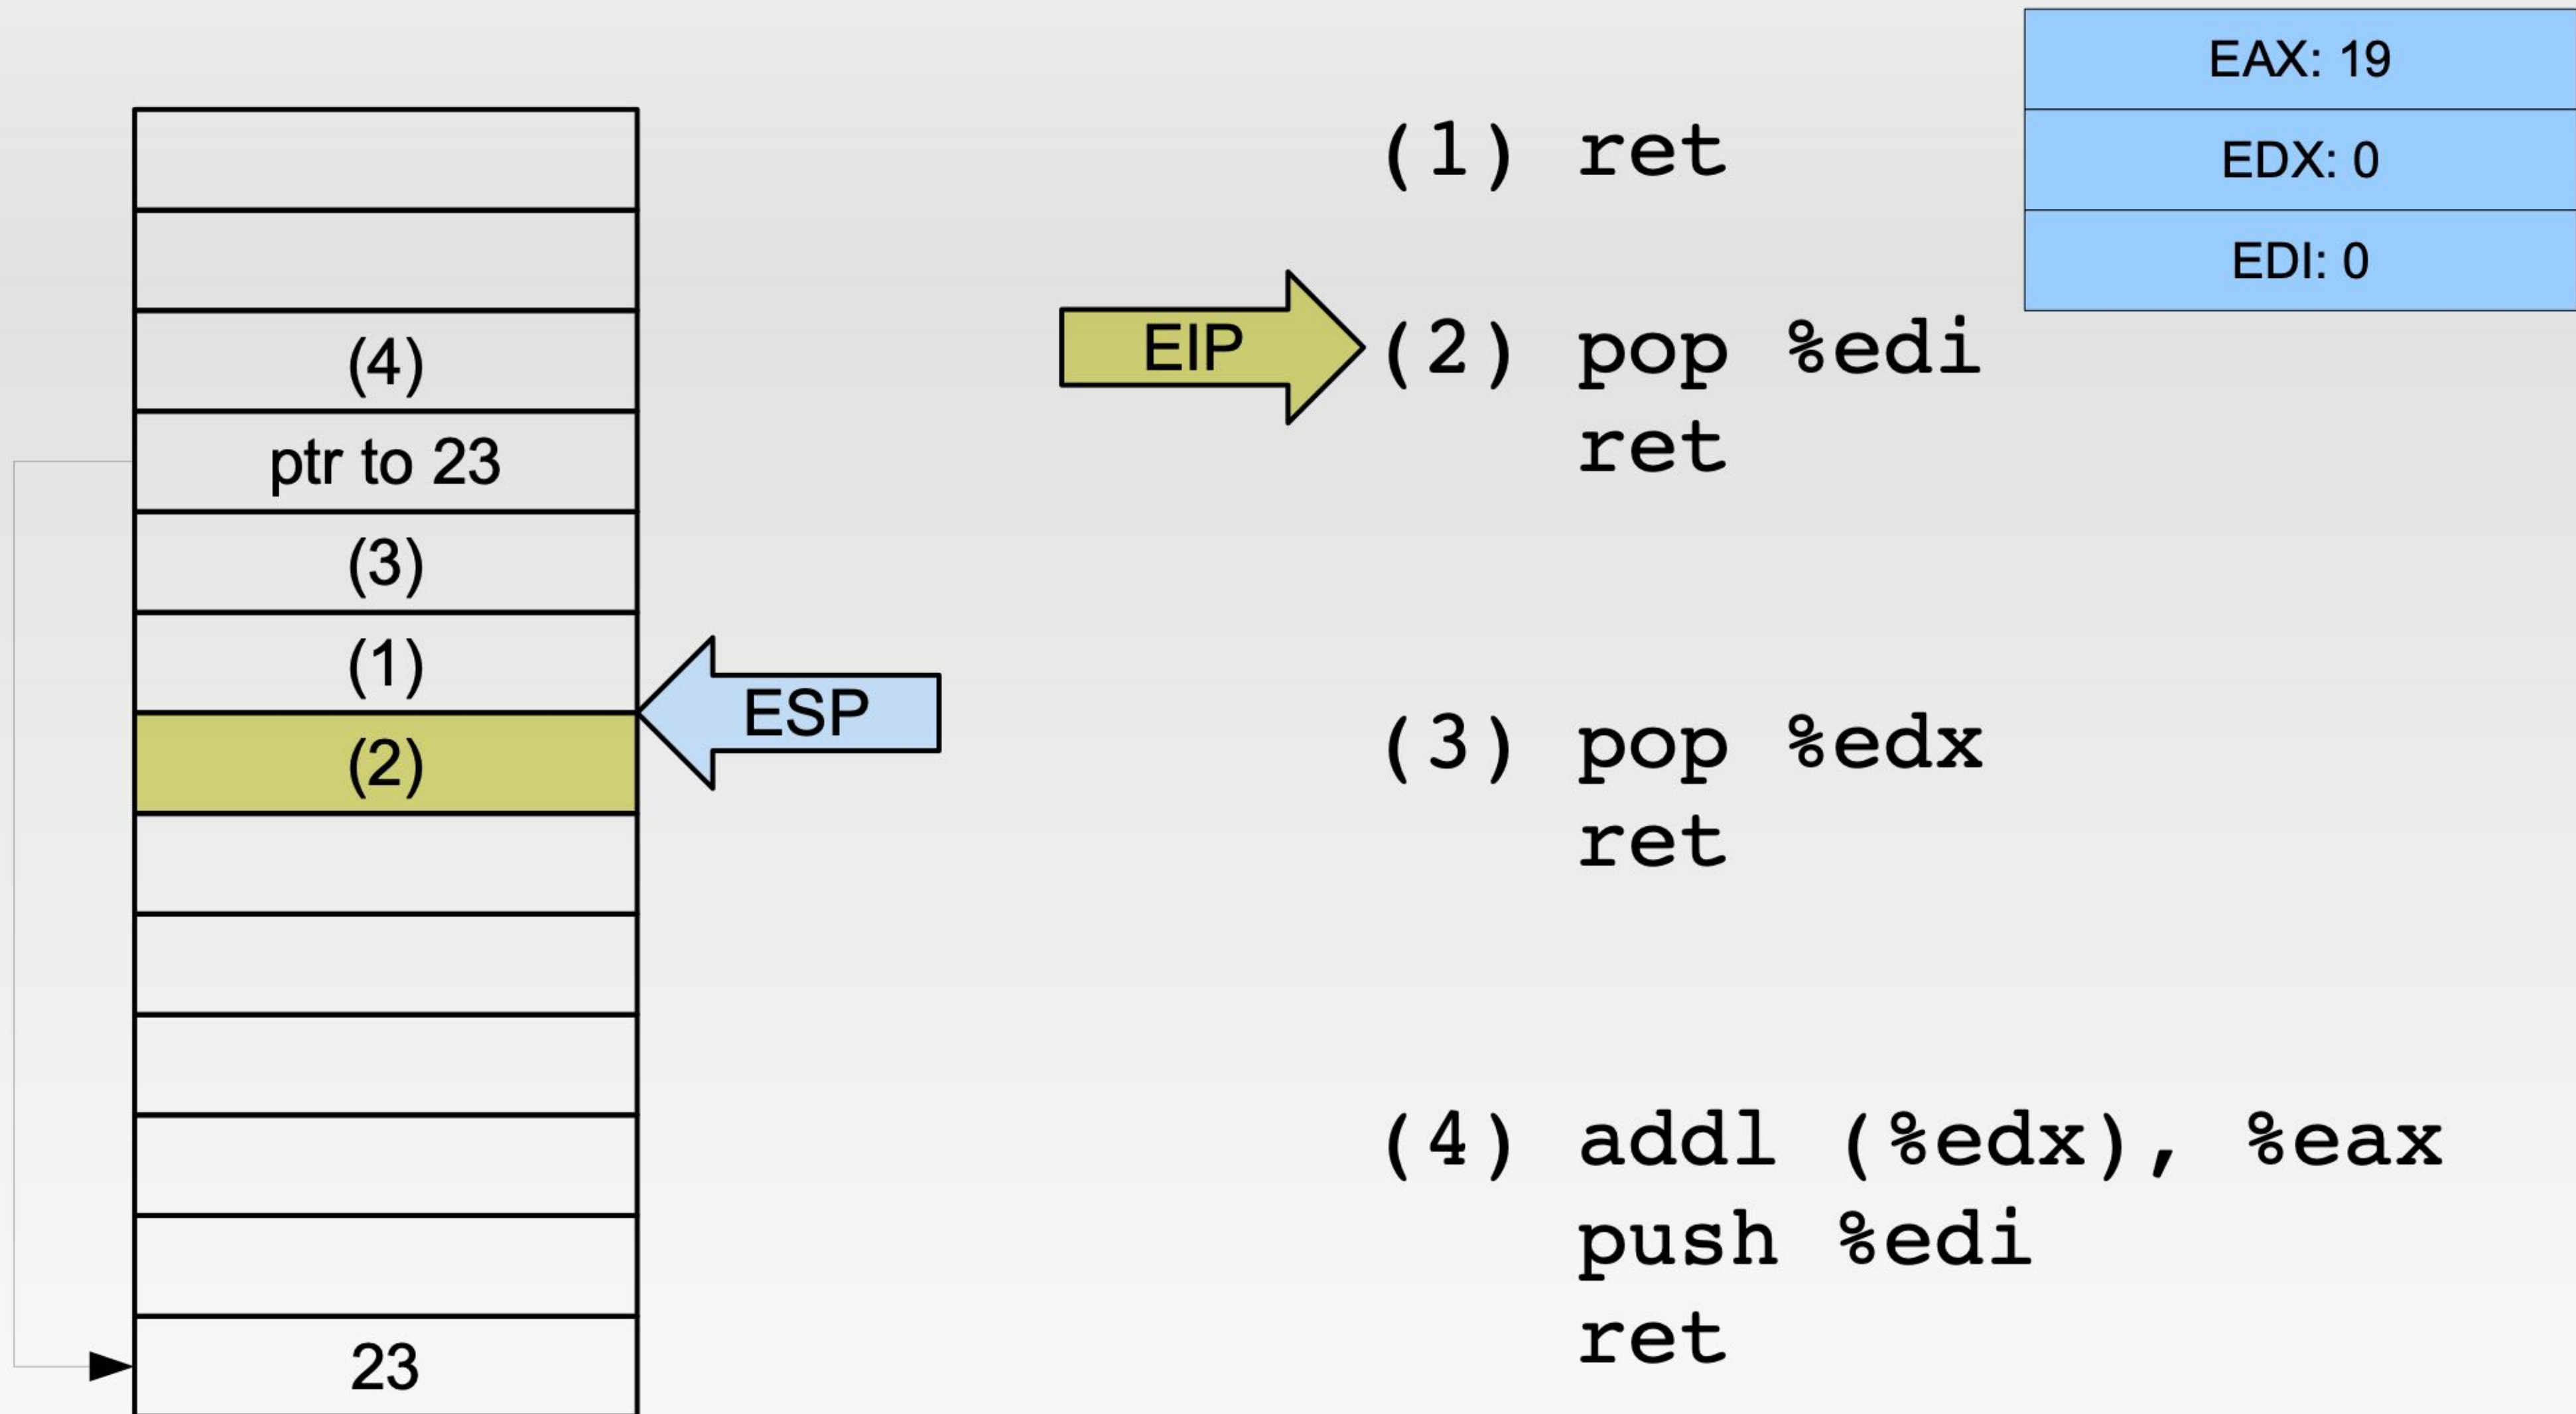 EAX: 19
EDX: 0
EDI: 0
(4)
ptr to 23
(3)
(1)
(2)
23
ESP
EIP
(1) ret
(2) pop %edi
ret
(3) pop %edx
ret
(4) addl (%edx), %eax
push %edi
ret